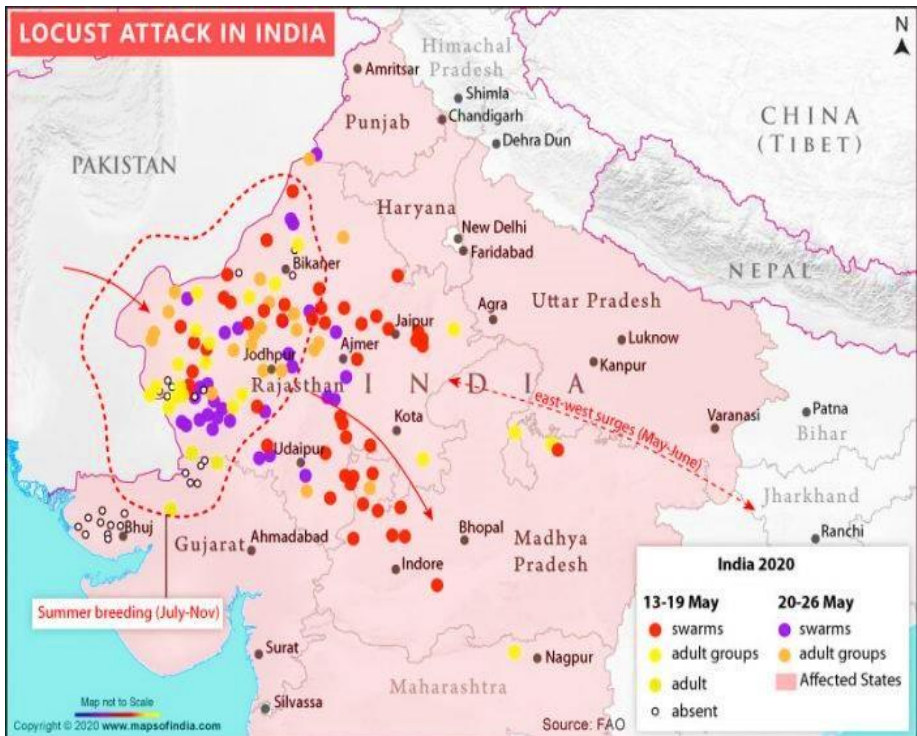 LOCUST ATTACK IN INDIA
N
Himachal
Pradesh
Amritsar
Shimla
Chandigarh
Punjab
Dehra Dun
CHINA
(TIBET)
PAKISTAN
Haryana
New Delhi
Faridabad
Bikaner
NEPAL
Uttar Pradesh
Agra
Jaipur
Luknow
Ajmer
Kanpur
Jodhpur
Rajasthan
INDIA
east-west surges (May-June)
Kota
Varanasi
Patna
Bihar
Udaipur
Jharkhand
Bhuj
Ranchi
Gujarat
Ahmadabad
Bhopal
Madhya
Pradesh
Indore
Summer breeding (July-Nov)
Surat
Nagpur
Maharashtra
Silvassa
India 2020
13-19 May
20-26 May
swarms
swarms
adult groups
adult groups
adult
Affected States
absent
Map not to Scale
Copyright © 2020 www.mapsofindia.com
Source: FAO